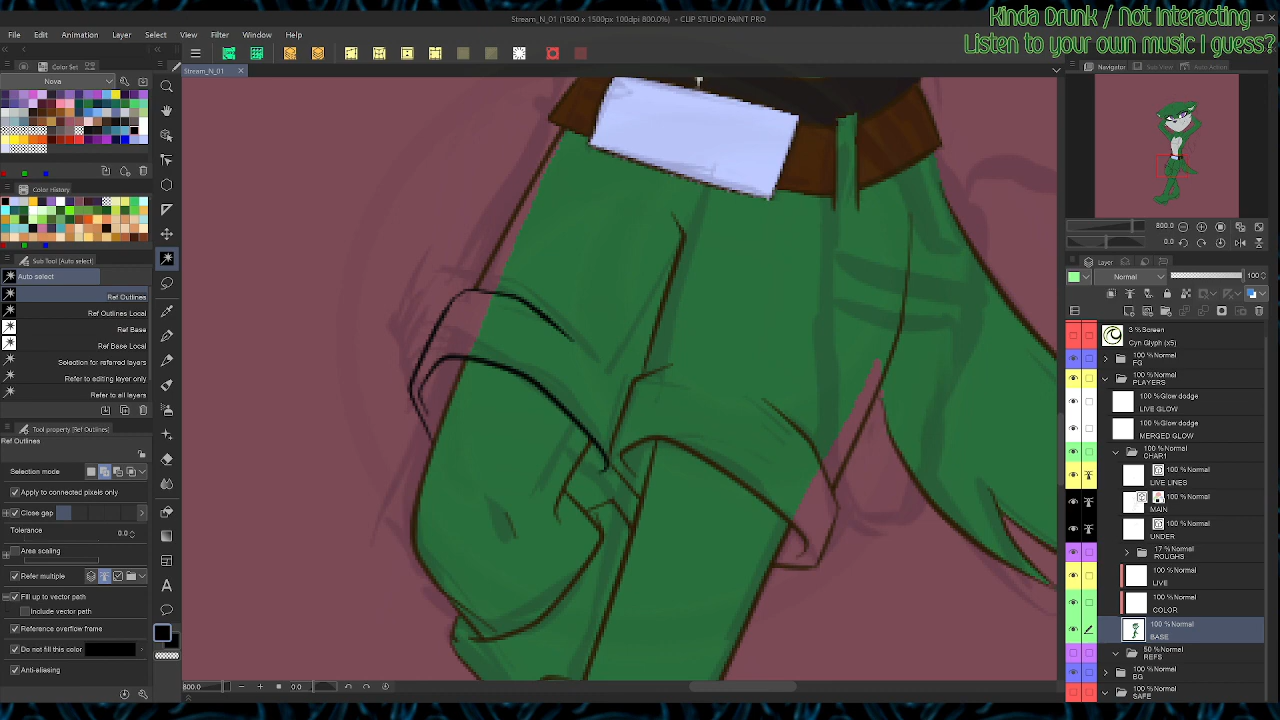 Stream_N_01 (1500 x 1500px 100dpi 800.0%) - CLIP STUDIO PAINT PRO
Kinda Drunk / Not Interacting
Listen to your own music I guess?
File Edit Animation Layer Select View Filter Window Help
Color Set
Nova
Stream_N_01
Navigator
Sub View
Auto Action
Color History
800.0
0.0
Sub Tool [Auto select]
Auto select
Ref Outlines
Ref Outlines Local
Ref Base
Ref Base Local
Selection for referred layers
Refer to editing layer only
Refer to all layers
Tool property [Ref Outlines]
Ref Outlines
Selection mode
Apply to connected pixels only
Close gap
Tolerance 0.0
Area scaling
Refer multiple
Fill up to vector path
Include vector path
Reference overflow frame
Do not fill this color
Anti-aliasing
Layer
Normal 100
3 % Screen
Cyn Glyph (x5)
100 % Normal
FG
100 % Normal
PLAYERS
100 % Glow dodge
LIVE GLOW
100 % Glow dodge
MERGED GLOW
100 % Normal
CHAR1
100 % Normal
LIVE LINES
100 % Normal
MAIN
100 % Normal
UNDER
17 % Normal
ROUGHS
100 % Normal
LIVE
100 % Normal
COLOR
100 % Normal
BASE
50 % Normal
REFS
100 % Normal
BG
100 % Normal
SAFE
800.0
0.0